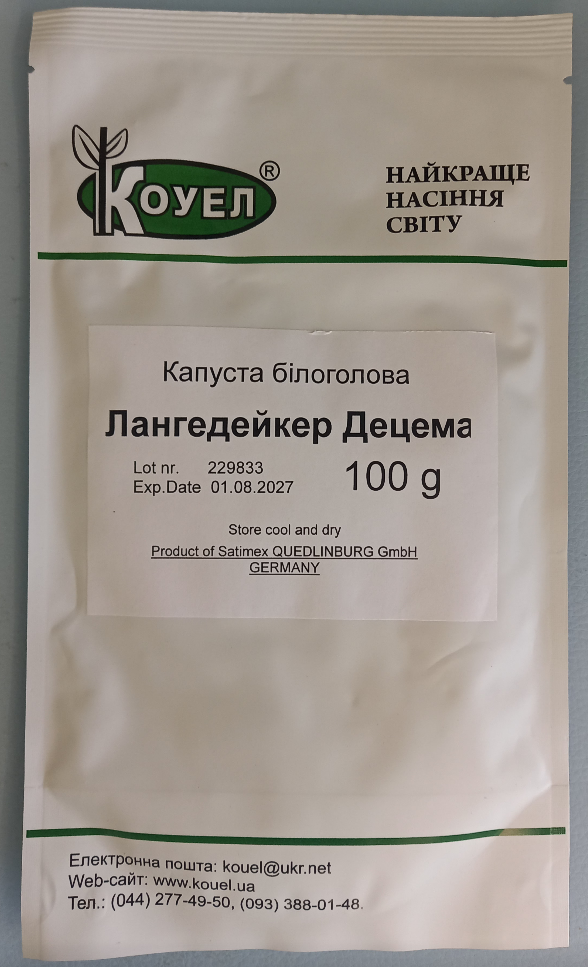 КОУЕЛ®
НАЙКРАЩЕ
НАСІННЯ
СВІТУ
Капуста білоголова
Лангедейкер Децема
Lot nr. 229833
Exp.Date 01.08.2027
100 g
Store cool and dry
Product of Satimex QUEDLINBURG GmbH
GERMANY
Електронна пошта: kouel@ukr.net
Web-сайт: www.kouel.ua
Тел.: (044) 277-49-50, (093) 388-01-48.